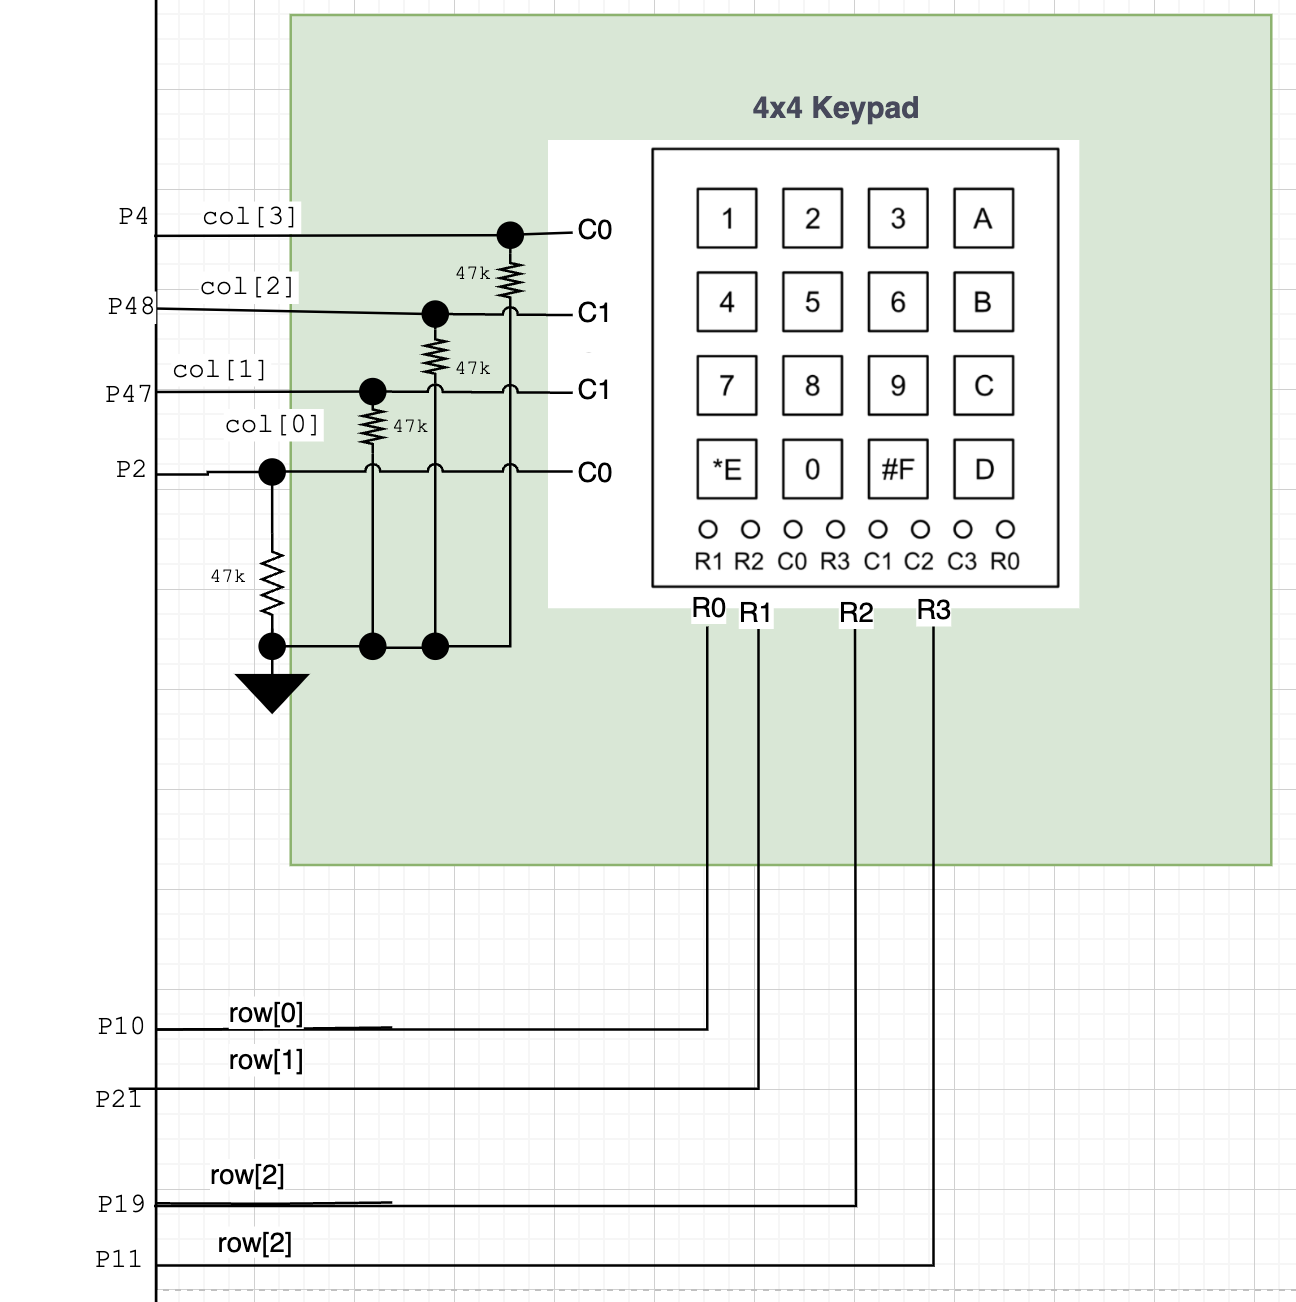 4x4 Keypad
P4 col[3] C0
47k
P48 col[2] C1
47k
P47 col[1] C1
47k
col[0]
P2 C0
47k
1 2 3 A
4 5 6 B
7 8 9 C
*E 0 #F D
R1 R2 C0 R3 C1 C2 C3 R0
R0 R1 R2 R3
row[0]
P10
row[1]
P21
row[2]
P19
row[2]
P11